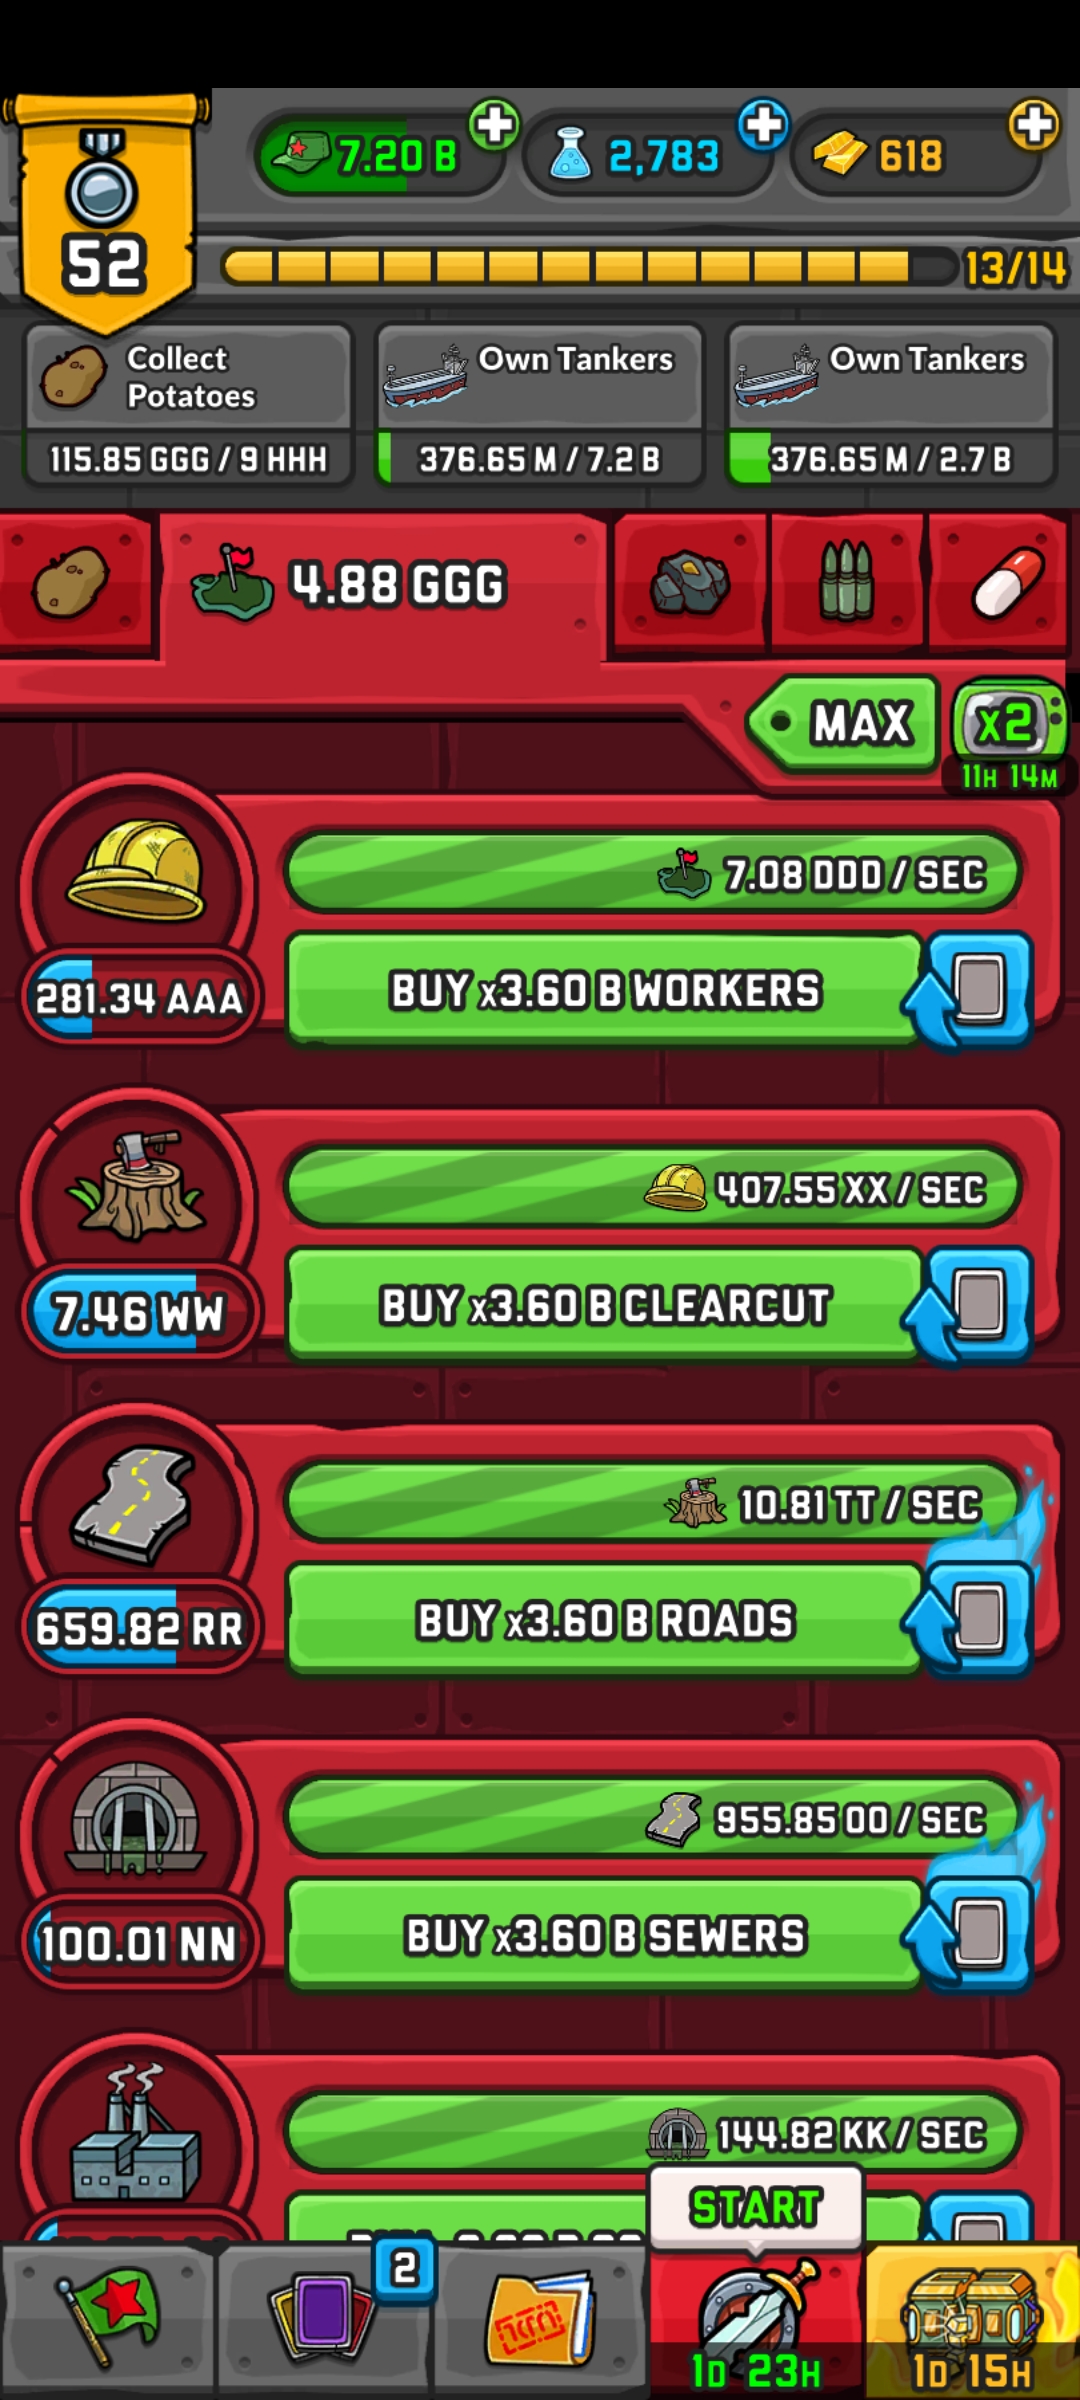 7.20 B
2,783
618
52
13/14
Collect
Potatoes
115.85 GGG / 9 HHH
Own Tankers
376.65 M / 7.2 B
Own Tankers
376.65 M / 2.7 B
4.88 GGG
MAX
x2
11H 14M
7.08 DDD / SEC
281.34 AAA
BUY x3.60 B WORKERS
407.55 XX / SEC
7.46 WW
BUY x3.60 B CLEARCUT
10.81 TT / SEC
659.82 RR
BUY x3.60 B ROADS
955.85 OO / SEC
100.01 NN
BUY x3.60 B SEWERS
144.82 KK / SEC
START
2
1D 23H
1D 15H